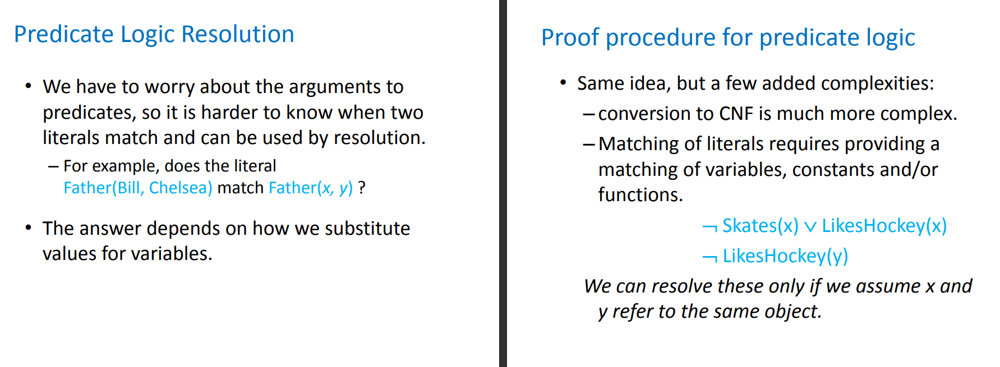 Predicate Logic Resolution
• We have to worry about the arguments to
predicates, so it is harder to know when two
literals match and can be used by resolution.
– For example, does the literal
Father(Bill, Chelsea) match Father(x, y) ?
• The answer depends on how we substitute
values for variables.
Proof procedure for predicate logic
• Same idea, but a few added complexities:
– conversion to CNF is much more complex.
– Matching of literals requires providing a
matching of variables, constants and/or
functions.
¬ Skates(x) ∨ LikesHockey(x)
¬ LikesHockey(y)
We can resolve these only if we assume x and
y refer to the same object.